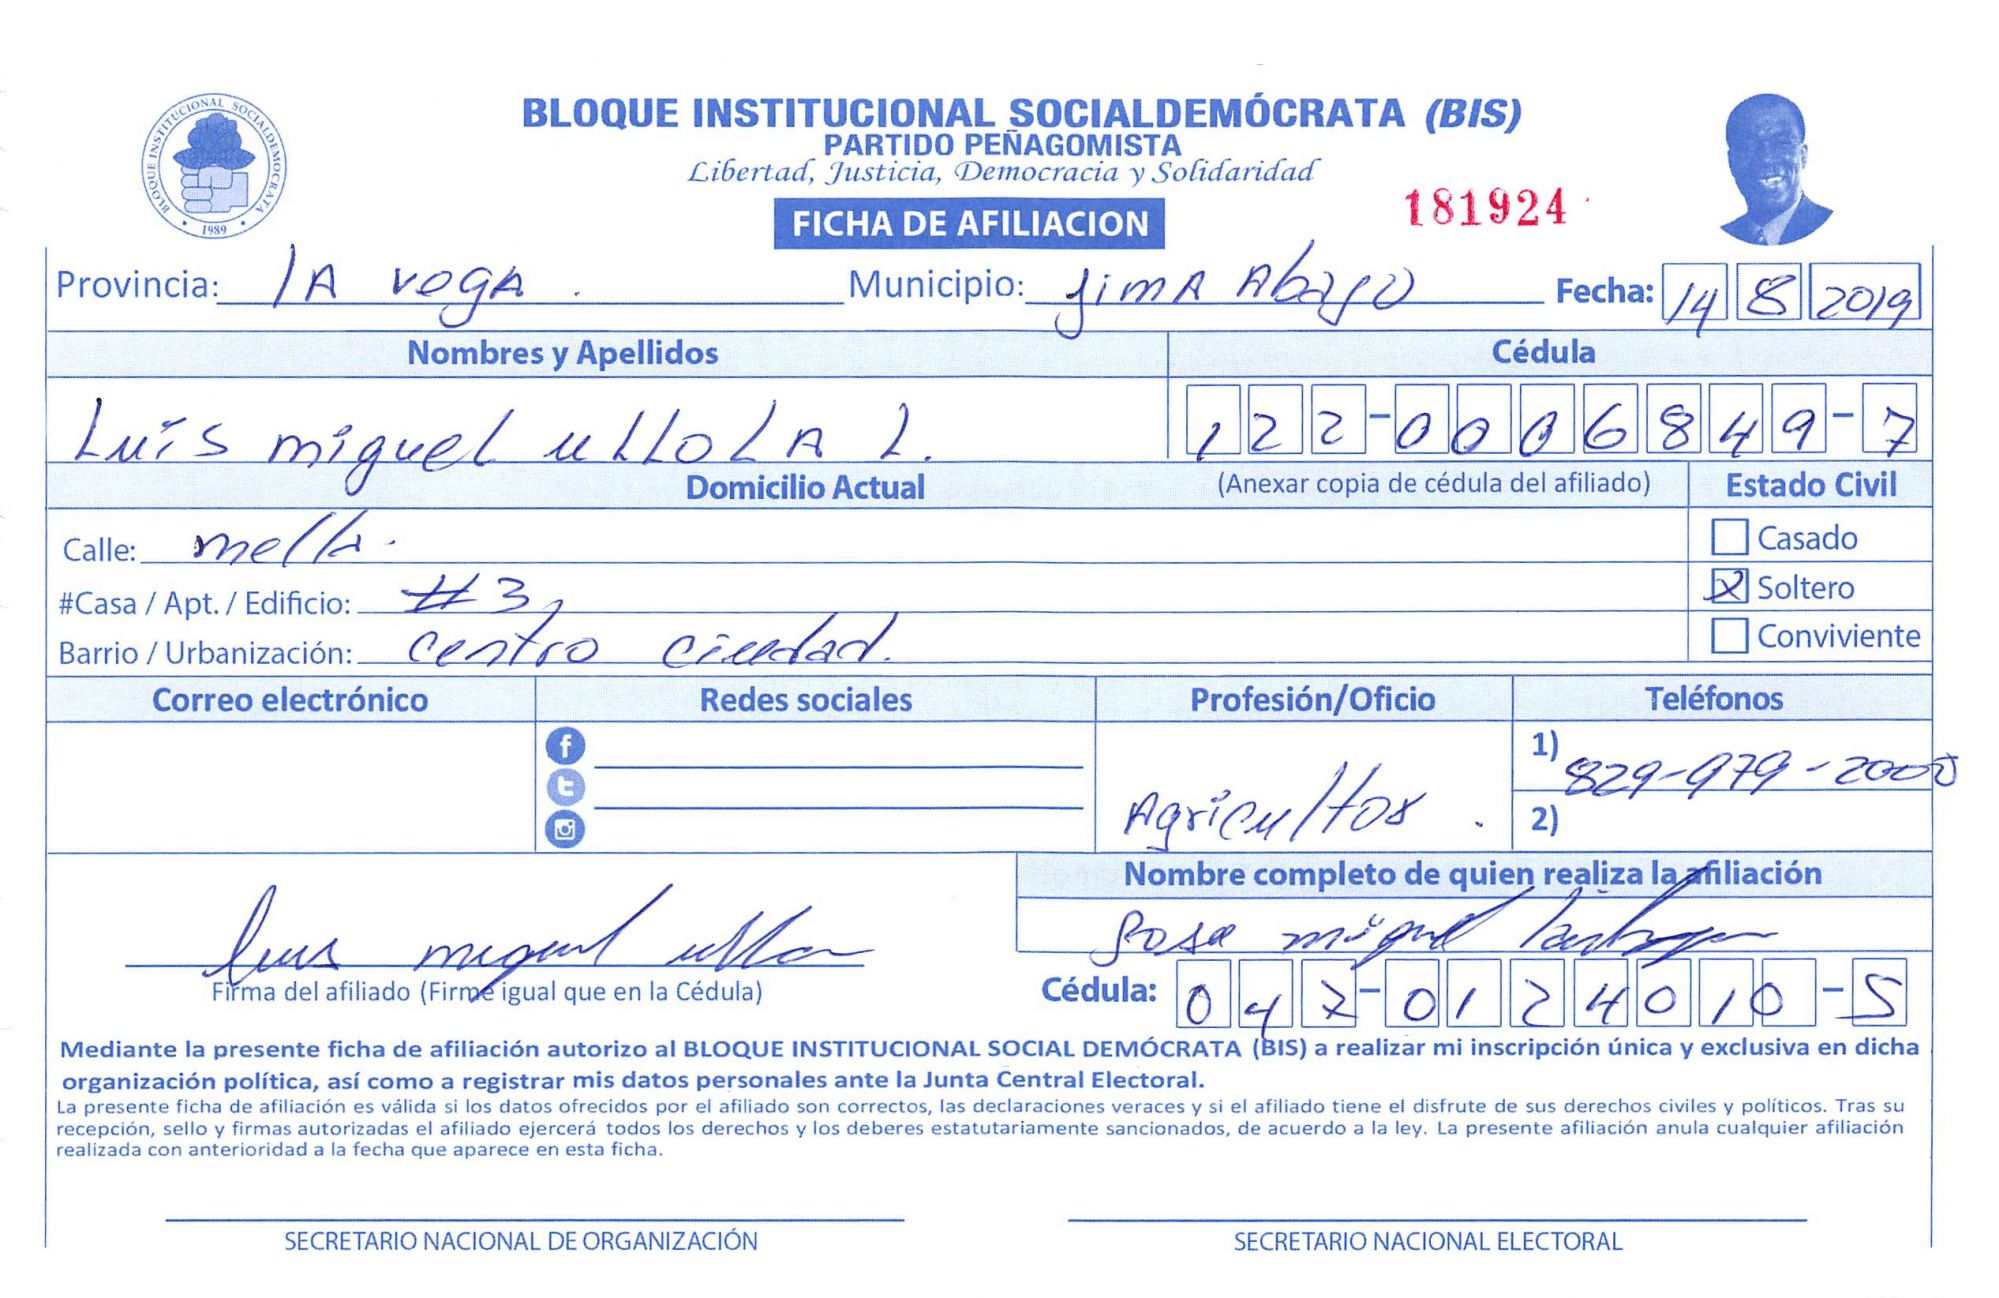 BLOQUE INSTITUCIONAL SOCIALDEMOCRATA
1989
BLOQUE INSTITUCIONAL SOCIALDEMÓCRATA (BIS)
PARTIDO PEÑAGOMISTA
Libertad, Justicia, Democracia y Solidaridad
FICHA DE AFILIACION
181924
Provincia: LA VEGA. Municipio: Jima Abajo Fecha: 14 8 2019
Nombres y Apellidos Cédula
Luis miguel uLLOLA L. 122-0006849-7
Domicilio Actual (Anexar copia de cédula del afiliado) Estado Civil
Calle: mella. Casado
#Casa / Apt. / Edificio: #3, X Soltero
Barrio / Urbanización: centro ciudad. Conviviente
Correo electrónico Redes sociales Profesión/Oficio Teléfonos
Agricultor. 1) 829-979-2000
2)
Nombre completo de quien realiza la afiliación
luis miguel Rosa miguel
Firma del afiliado (Firme igual que en la Cédula) Cédula: 047-0124010-5
Mediante la presente ficha de afiliación autorizo al BLOQUE INSTITUCIONAL SOCIAL DEMÓCRATA (BIS) a realizar mi inscripción única y exclusiva en dicha
organización política, así como a registrar mis datos personales ante la Junta Central Electoral.
La presente ficha de afiliación es válida si los datos ofrecidos por el afiliado son correctos, las declaraciones veraces y si el afiliado tiene el disfrute de sus derechos civiles y políticos. Tras su
recepción, sello y firmas autorizadas el afiliado ejercerá todos los derechos y los deberes estatutariamente sancionados, de acuerdo a la ley. La presente afiliación anula cualquier afiliación
realizada con anterioridad a la fecha que aparece en esta ficha.
SECRETARIO NACIONAL DE ORGANIZACIÓN SECRETARIO NACIONAL ELECTORAL